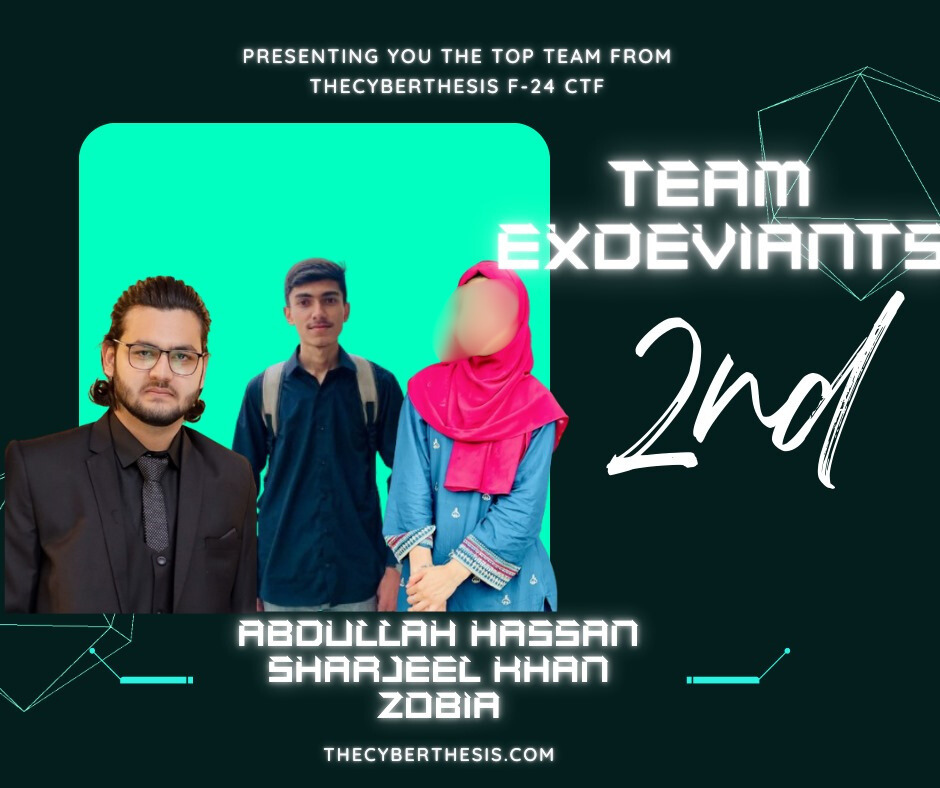 PRESENTING YOU THE TOP TEAM FROM
THECYBERTHESIS F-24 CTF
TEAM
EXDEVIANTS
2nd
ABDULLAH HASSAN
SHARJEEL KHAN
ZOBIA
THECYBERTHESIS.COM